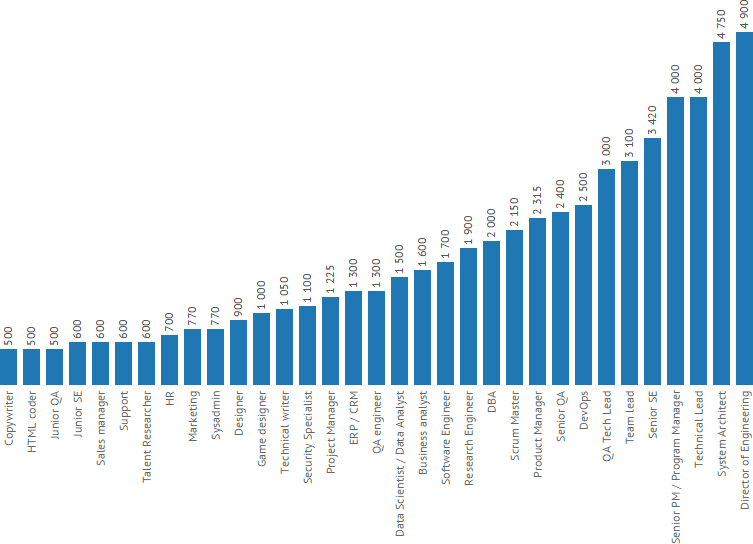 500
500
500
600
600
600
600
700
770
770
900
1 000
1 050
1 100
1 225
1 300
1 300
1 500
1 600
1 700
1 900
2 000
2 150
2 315
2 400
2 500
3 000
3 100
3 420
4 000
4 000
4 750
4 900
Copywriter
HTML coder
Junior QA
Junior SE
Sales manager
Support
Talent Researcher
HR
Marketing
Sysadmin
Designer
Game designer
Technical writer
Security Specialist
Project Manager
ERP / CRM
QA engineer
Data Scientist / Data Analyst
Business analyst
Software Engineer
Research Engineer
DBA
Scrum Master
Product Manager
Senior QA
DevOps
QA Tech Lead
Team lead
Senior SE
Senior PM / Program Manager
Technical Lead
System Architect
Director of Engineering